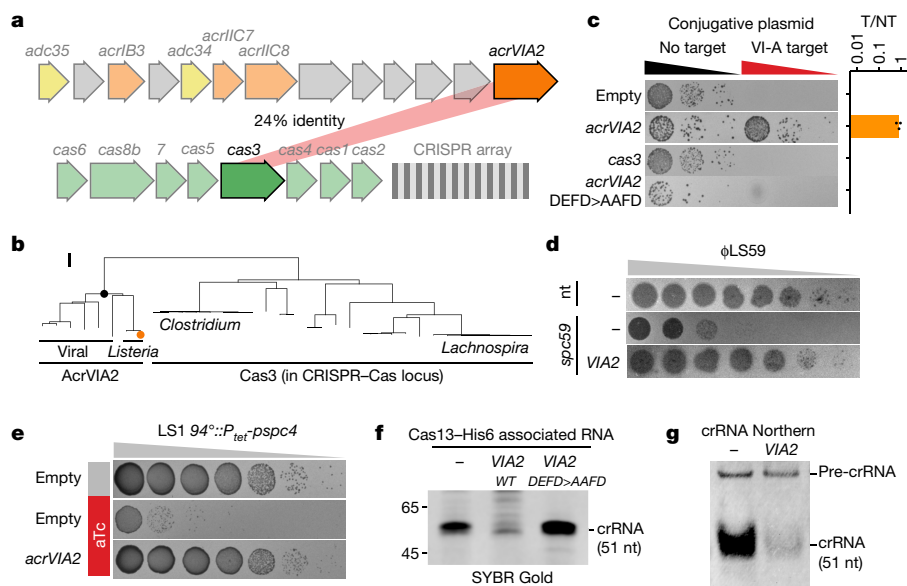 a
adc35 acrIB3 adc34 acrIIC7 acrIIC8 acrVIA2
24% identity
cas6 cas8b 7 cas5 cas3 cas4 cas1 cas2 CRISPR array
b
I
Clostridium
Lachnospira
Viral Listeria
AcrVIA2 Cas3 (in CRISPR–Cas locus)
c
Conjugative plasmid
No target VI-A target
T/NT
0.01 0.1 1
Empty
acrVIA2
cas3
acrVIA2
DEFD>AAFD
d
ϕLS59
nt –
spc59 –
VIA2
e
LS1 94°::Ptet-pspc4
Empty
aTc Empty
acrVIA2
f
Cas13–His6 associated RNA
– VIA2 VIA2
WT DEFD>AAFD
65
45
crRNA
(51 nt)
SYBR Gold
g
crRNA Northern
– VIA2
Pre-crRNA
crRNA
(51 nt)